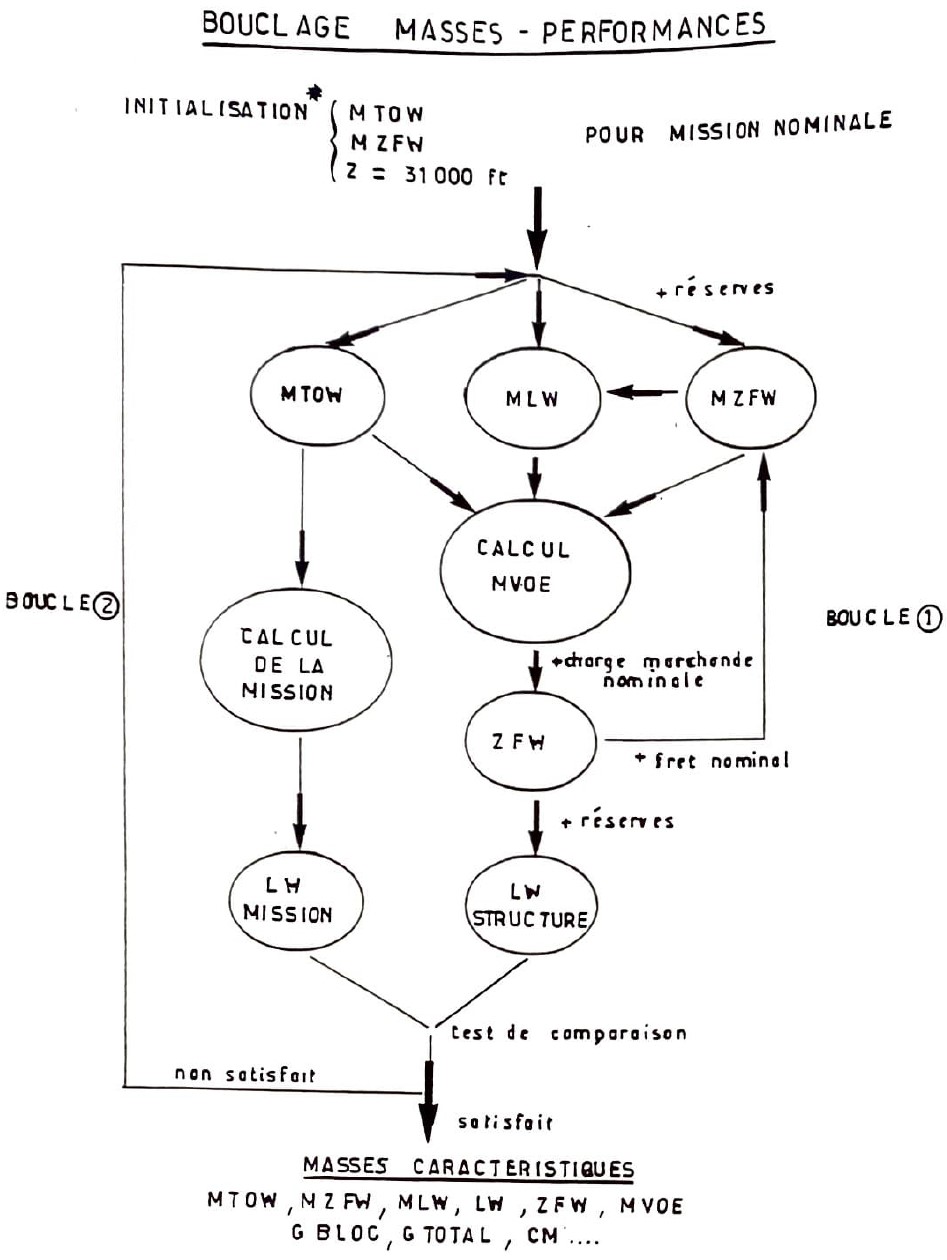 BOUCLAGE MASSES - PERFORMANCES
INITIALISATION* { MTOW
MZFW
Z = 31000 ft
POUR MISSION NOMINALE
+ réserves
MTOW
MLW
MZFW
CALCUL
MVOE
BOUCLE ②
BOUCLE ①
CALCUL
DE LA
MISSION
+charge marchande
nominale
ZFW
+ fret nominal
+ réserves
LW
MISSION
LW
STRUCTURE
test de comparaison
non satisfait
satisfait
MASSES CARACTERISTIQUES
MTOW, MZFW, MLW, LW, ZFW, MVOE
G BLOC, G TOTAL, CM....